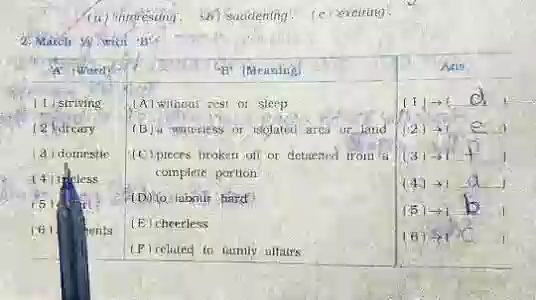 (a) interesting. (b) saddening. (c) exciting.
2. Match 'A' with 'B'
'A' (Word) 'B' (Meaning) Ans.
(1) striving (A) without rest or sleep (1) → ( d )
(2) dreary (B) a waterless or isolated area or land (2) → ( e )
(3) domestic (C) pieces broken off or detached from a (3) → ( f )
complete portion
(4) (4) → ( a )
(D) to labour hard
(5) (5) → ( b )
(E) cheerless
(6) (6) → ( c )
(F) related to family affairs